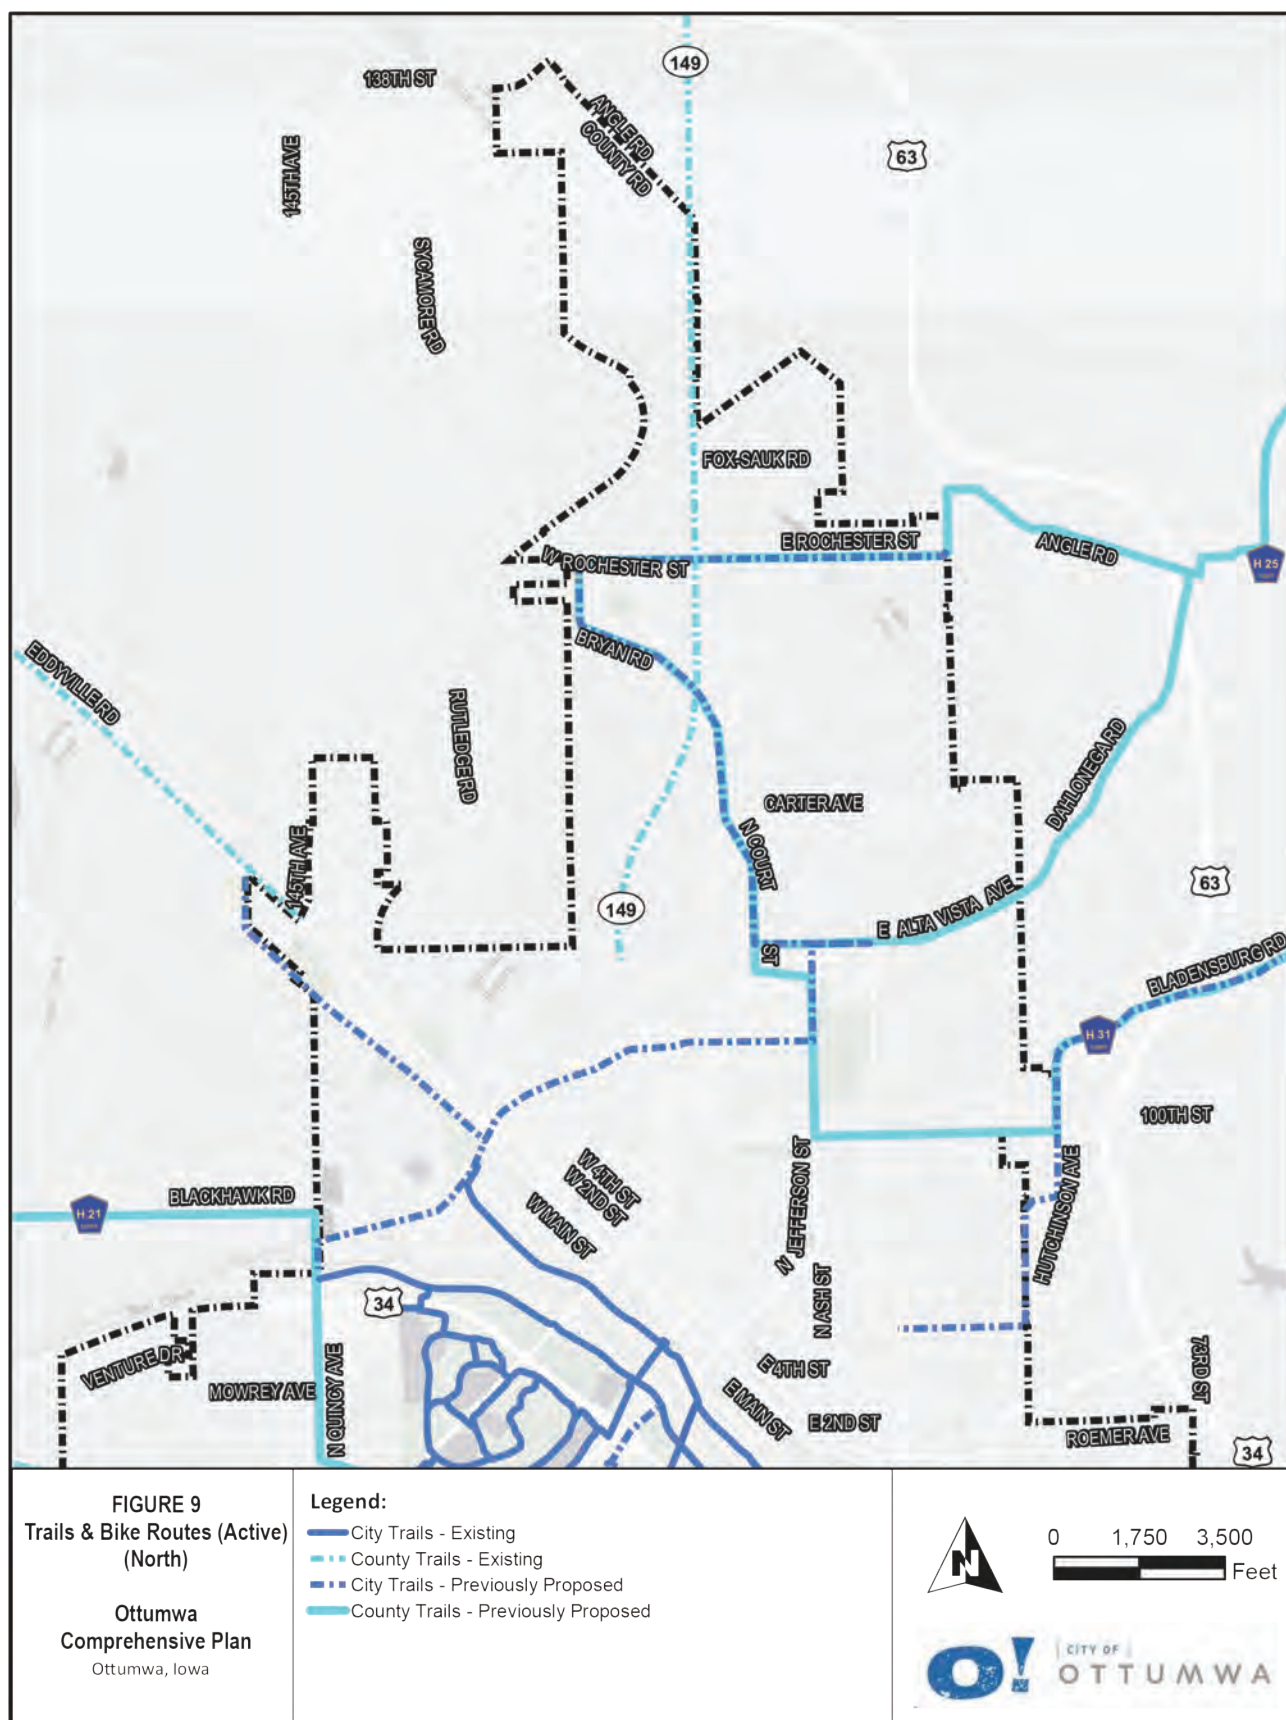 149
138TH ST
ANGLE RD
COUNTY RD
63
145TH AVE
SYCAMORE RD
FOX-SAUK RD
E ROCHESTER ST
W ROCHESTER ST
ANGLE RD
H 25
BRYAN RD
EDDYVILLE RD
RUTLEDGE RD
DAHLONEGA RD
CARTER AVE
N COURT
ST
145TH AVE
149
63
E ALTA VISTA AVE
BLADENSBURG RD
H 31
100TH ST
W 4TH ST
W 2ND ST
W MAIN ST
N JEFFERSON ST
HUTCHINSON AVE
BLACKHAWK RD
H 21
34
N ASH ST
VENTURE DR
MOWREY AVE
N QUINCY AVE
E 4TH ST
E MAIN ST
E 2ND ST
73RD ST
ROEMER AVE
34
FIGURE 9
Trails & Bike Routes (Active)
(North)
Ottumwa
Comprehensive Plan
Ottumwa, Iowa
Legend:
City Trails - Existing
County Trails - Existing
City Trails - Previously Proposed
County Trails - Previously Proposed
N
0 1,750 3,500
Feet
O!
CITY OF
OTTUMWA